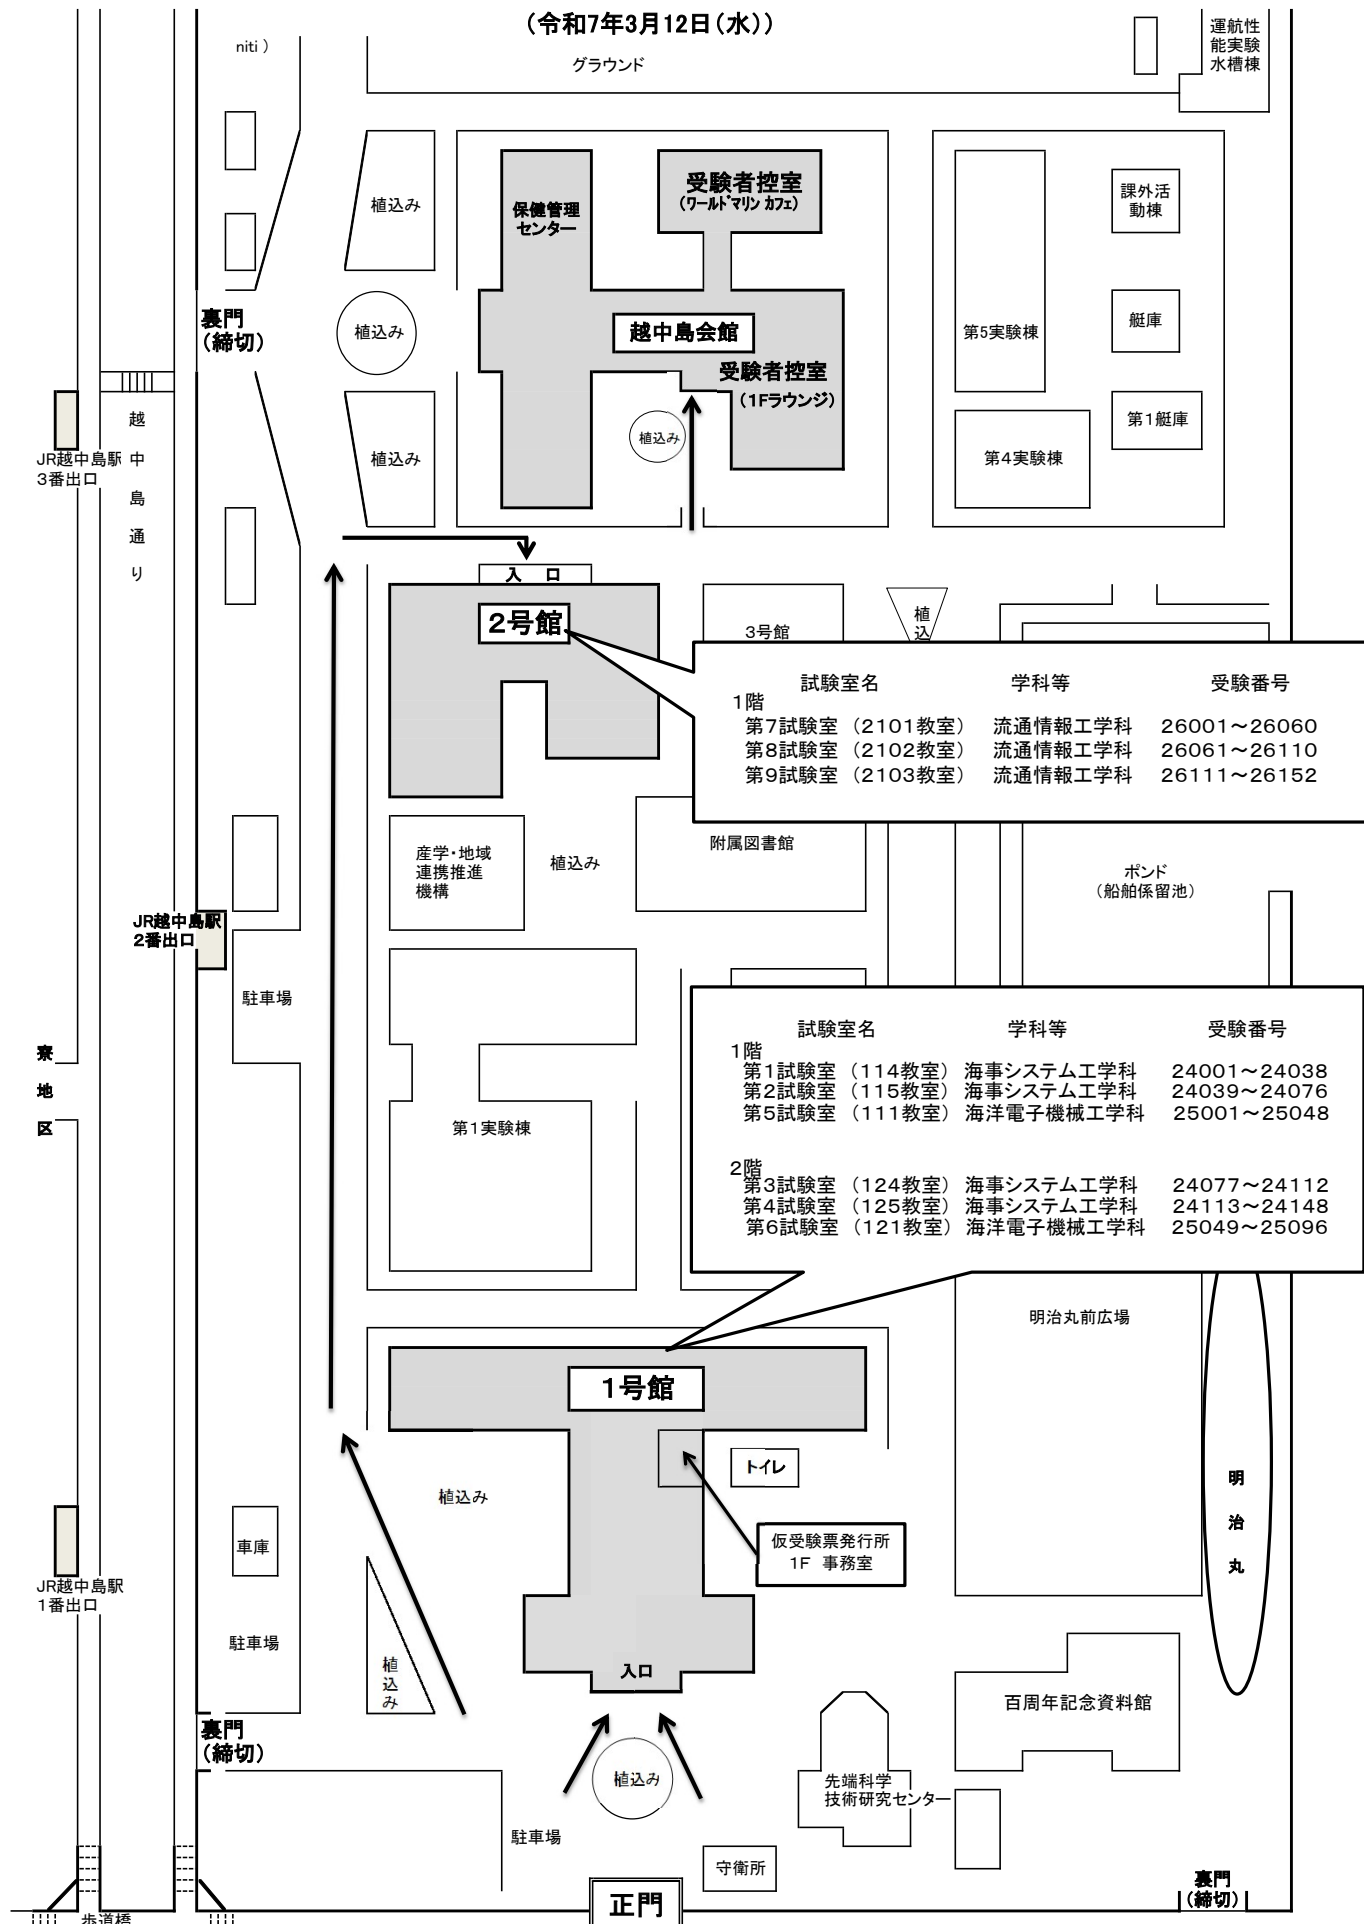 （令和7年3月12日（水））
niti ）
グラウンド
運航性
能実験
水槽棟
植込み
保健管理
センター
受験者控室
（ワールドマリン カフェ）
課外活
動棟
裏門
（締切）
植込み
越中島会館
第5実験棟
艇庫
受験者控室
（1Fラウンジ）
植込み
植込み
第4実験棟
第1艇庫
JR越中島駅
3番出口
越中島通り
入　口
2号館
3号館
植込
試験室名　学科等　受験番号
1階
第7試験室 （2101教室） 流通情報工学科 26001～26060
第8試験室 （2102教室） 流通情報工学科 26061～26110
第9試験室 （2103教室） 流通情報工学科 26111～26152
産学・地域
連携推進
機構
植込み
附属図書館
ポンド
（船舶係留池）
JR越中島駅
2番出口
駐車場
寮地区
第1実験棟
試験室名　学科等　受験番号
1階
第1試験室 （114教室） 海事システム工学科 24001～24038
第2試験室 （115教室） 海事システム工学科 24039～24076
第5試験室 （111教室） 海洋電子機械工学科 25001～25048
2階
第3試験室 （124教室） 海事システム工学科 24077～24112
第4試験室 （125教室） 海事システム工学科 24113～24148
第6試験室 （121教室） 海洋電子機械工学科 25049～25096
明治丸前広場
1号館
トイレ
植込み
明治丸
仮受験票発行所
1F 事務室
車庫
JR越中島駅
1番出口
駐車場
植込み
入口
百周年記念資料館
裏門
（締切）
植込み
先端科学
技術研究センター
駐車場
守衛所
正門
裏門
（締切）
歩道橋